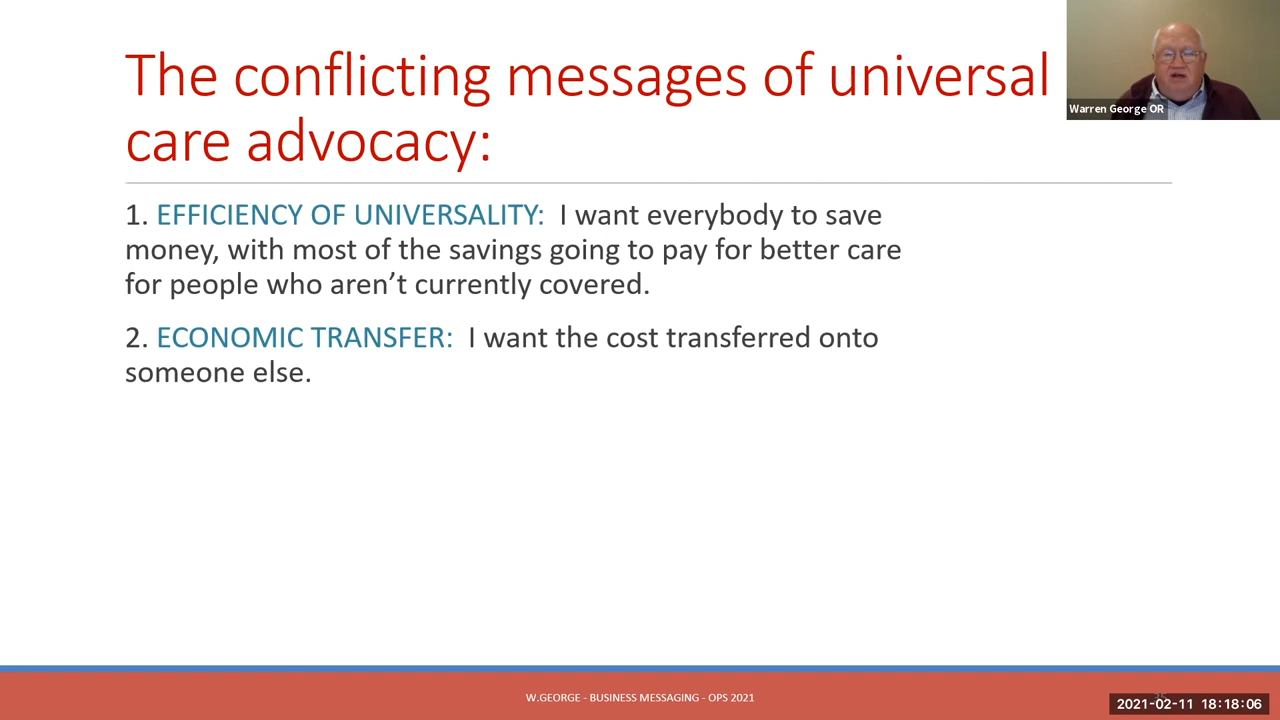 The conflicting messages of universal
care advocacy:
Warren George OR
1. EFFICIENCY OF UNIVERSALITY:  I want everybody to save
money, with most of the savings going to pay for better care
for people who aren’t currently covered.
2. ECONOMIC TRANSFER:  I want the cost transferred onto
someone else.
W.GEORGE - BUSINESS MESSAGING - OPS 2021
2021-02-11 18:18:06